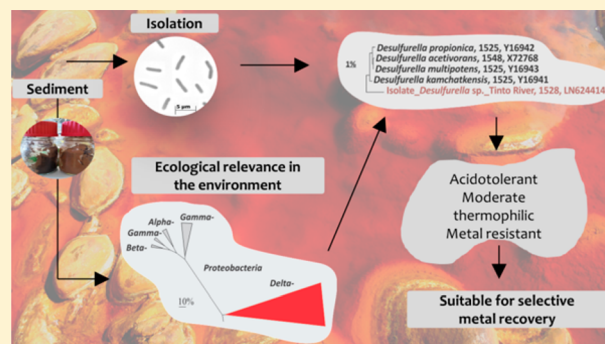 Isolation
Sediment
5 µm
1%
Desulfurella propionica, 1525, Y16942
Desulfurella acetivorans, 1548, X72768
Desulfurella multipotens, 1525, Y16943
Desulfurella kamchatkensis, 1525, Y16941
Isolate_Desulfurella sp._Tinto River, 1528, LN624414
Ecological relevance in
the environment
Gamma-
Alpha-
Gamma-
Beta-
Proteobacteria
Delta-
10%
Acidotolerant
Moderate
thermophilic
Metal resistant
Suitable for selective
metal recovery